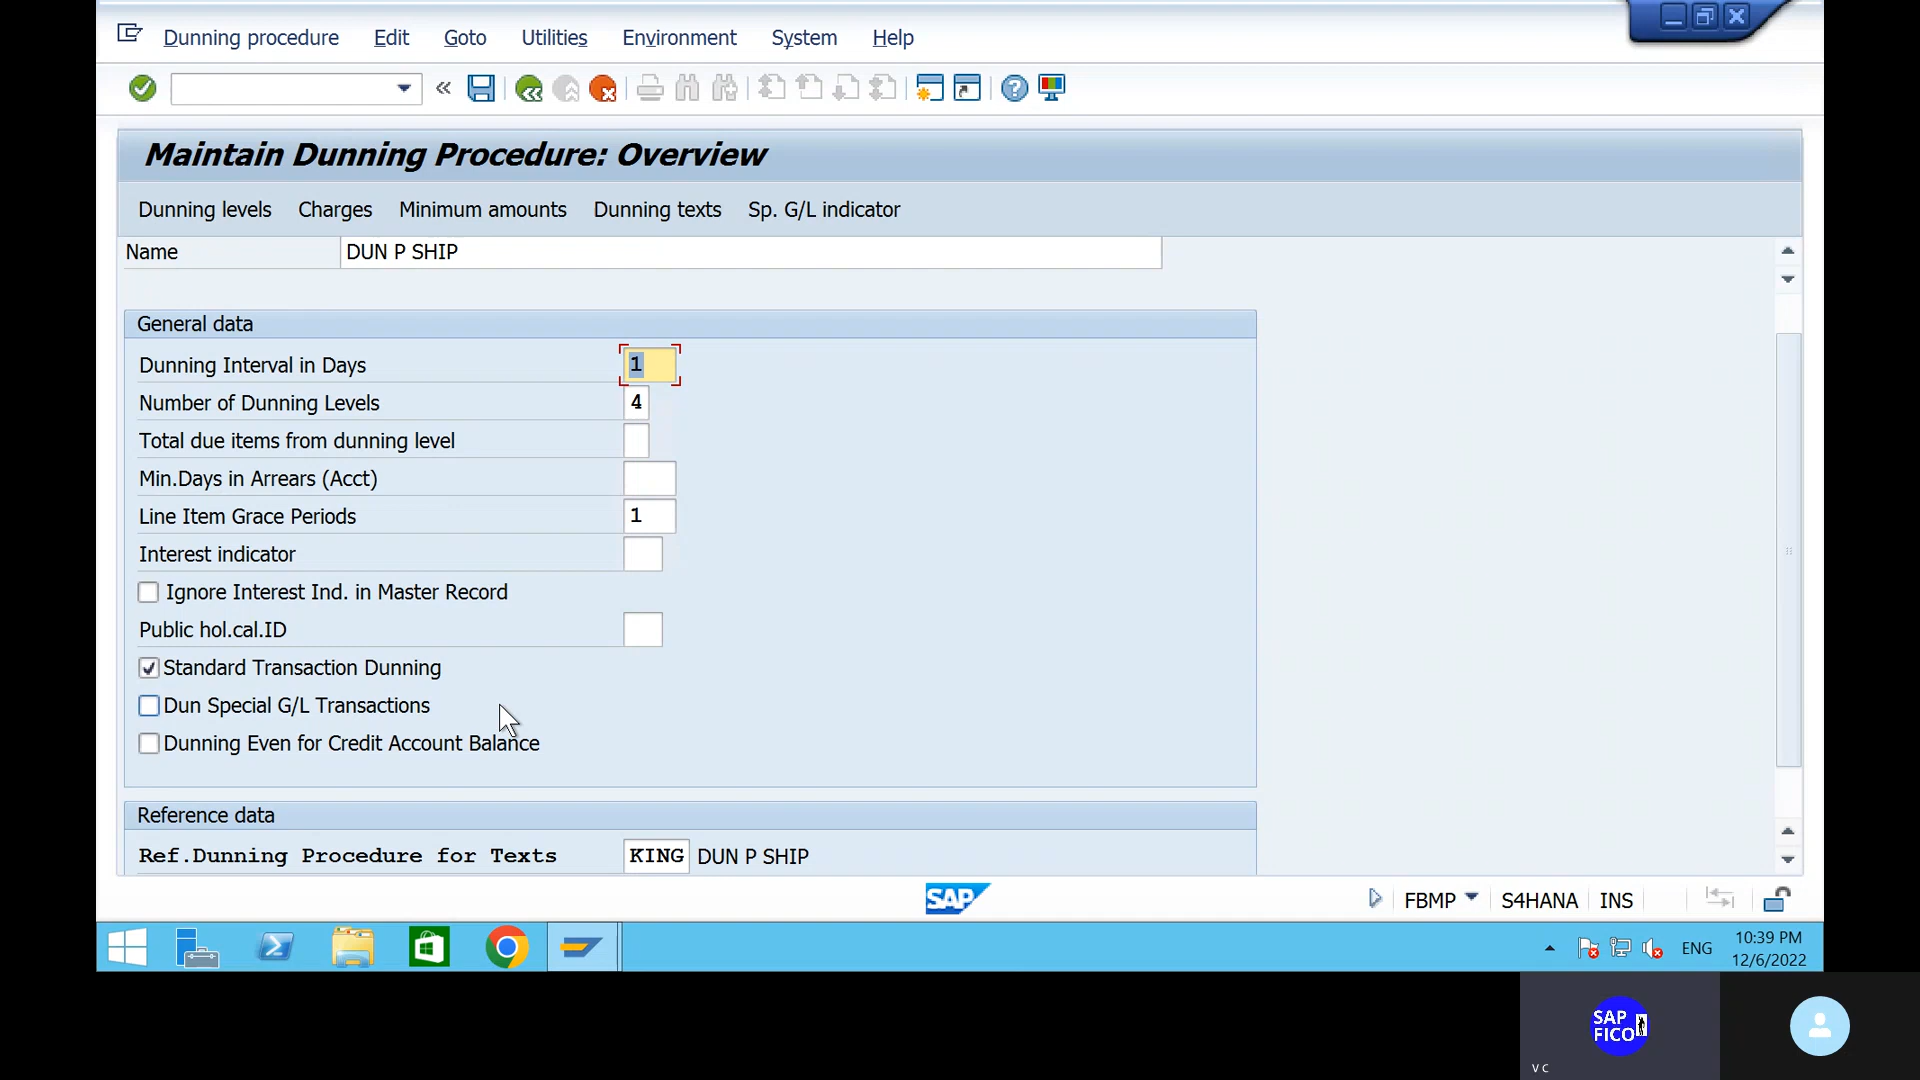 Dunning procedure Edit Goto Utilities Environment System Help
Maintain Dunning Procedure: Overview
Dunning levels Charges Minimum amounts Dunning texts Sp. G/L indicator
Name DUN P SHIP
General data
Dunning Interval in Days 1
Number of Dunning Levels 4
Total due items from dunning level
Min.Days in Arrears (Acct)
Line Item Grace Periods 1
Interest indicator
Ignore Interest Ind. in Master Record
Public hol.cal.ID
Standard Transaction Dunning
Dun Special G/L Transactions
Dunning Even for Credit Account Balance
Reference data
Ref.Dunning Procedure for Texts KING DUN P SHIP
SAP FBMP S4HANA INS
ENG 10:39 PM
12/6/2022
SAP
FICO
V C